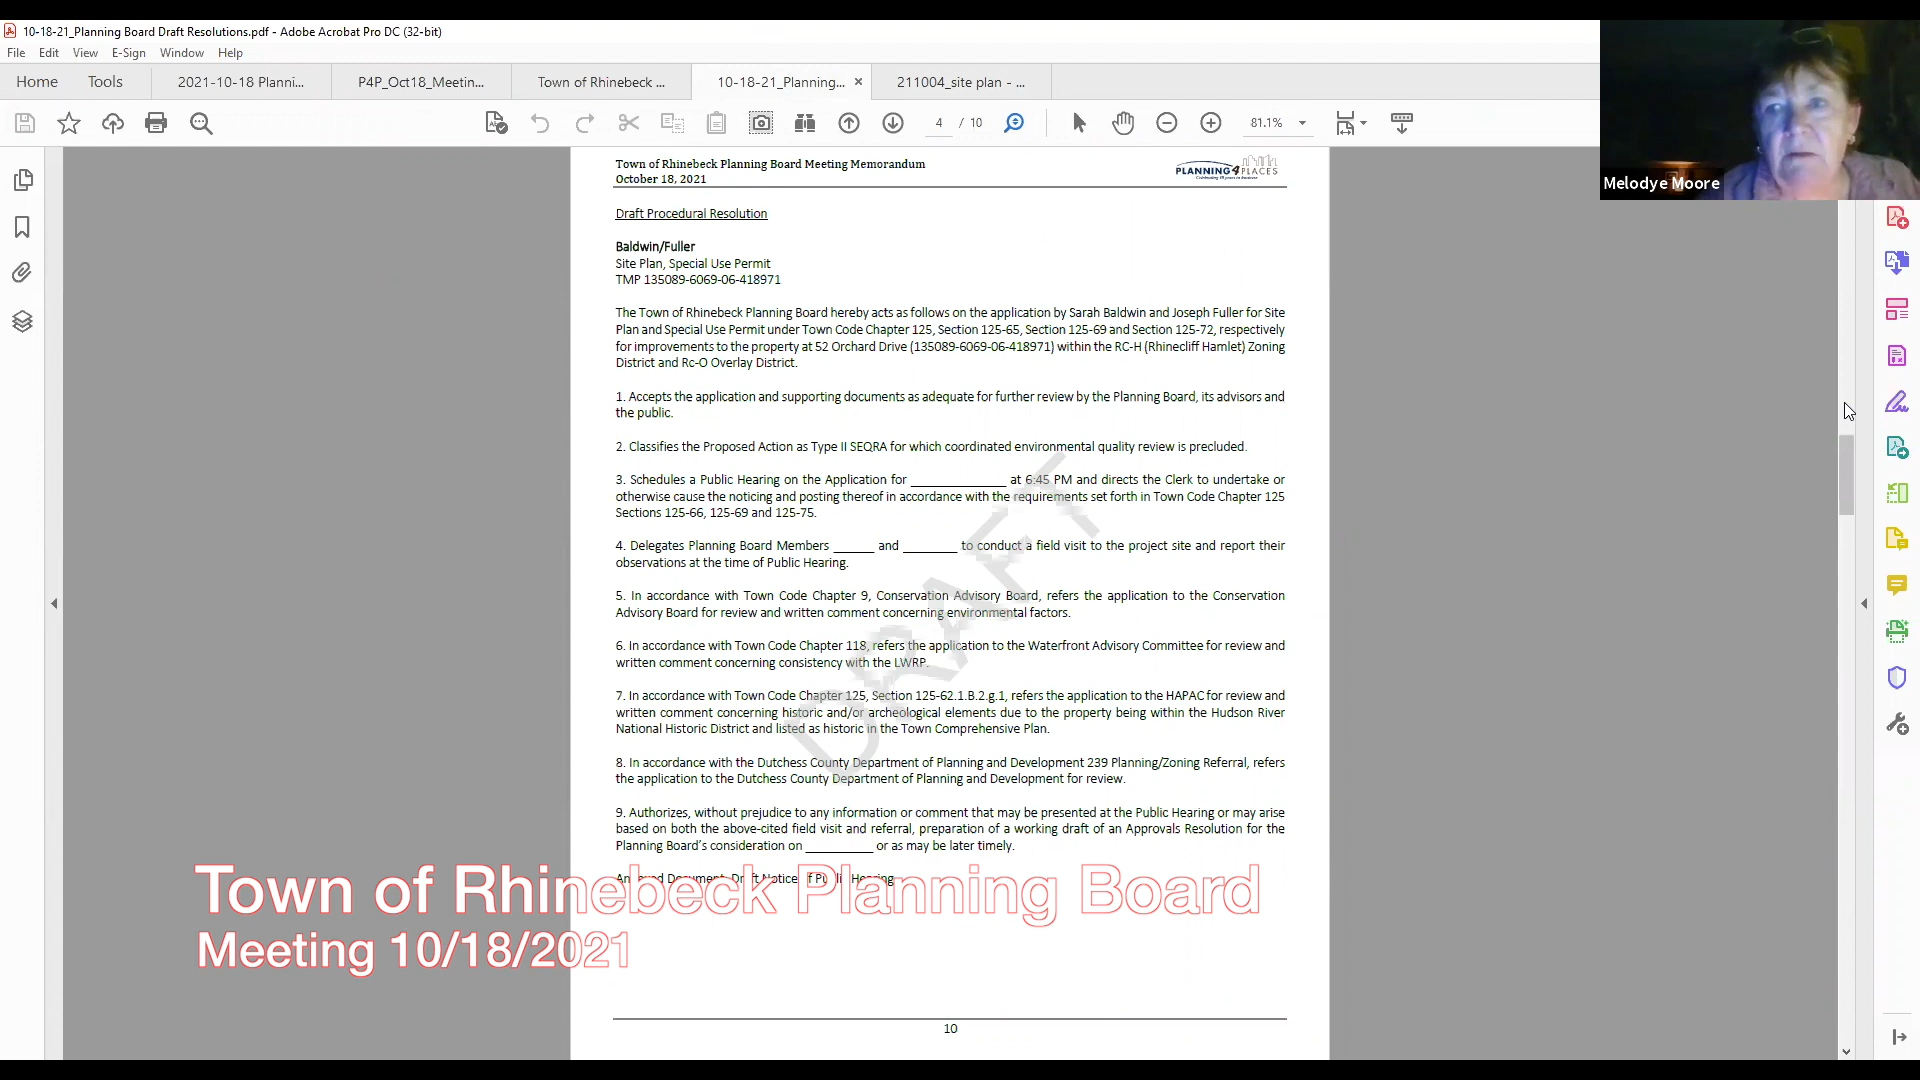 10-18-21_Planning Board Draft Resolutions.pdf - Adobe Acrobat Pro DC (32-bit)
File Edit View E-Sign Window Help
Home Tools 2021-10-18 Planni... P4P_Oct18_Meetin... Town of Rhinebeck ... 10-18-21_Planning... × 211004_site plan - ...
4 / 10 81.1%
Melodye Moore
Town of Rhinebeck Planning Board Meeting Memorandum
October 18, 2021
PLANNING4PLACES
Draft Procedural Resolution
Baldwin/Fuller
Site Plan, Special Use Permit
TMP 135089-6069-06-418971
The Town of Rhinebeck Planning Board hereby acts as follows on the application by Sarah Baldwin and Joseph Fuller for Site
Plan and Special Use Permit under Town Code Chapter 125, Section 125-65, Section 125-69 and Section 125-72, respectively
for improvements to the property at 52 Orchard Drive (135089-6069-06-418971) within the RC-H (Rhinecliff Hamlet) Zoning
District and Rc-O Overlay District.
1. Accepts the application and supporting documents as adequate for further review by the Planning Board, its advisors and
the public.
2. Classifies the Proposed Action as Type II SEQRA for which coordinated environmental quality review is precluded.
3. Schedules a Public Hearing on the Application for ______________ at 6:45 PM and directs the Clerk to undertake or
otherwise cause the noticing and posting thereof in accordance with the requirements set forth in Town Code Chapter 125
Sections 125-66, 125-69 and 125-75.
4. Delegates Planning Board Members ______ and ________ to conduct a field visit to the project site and report their
observations at the time of Public Hearing.
5. In accordance with Town Code Chapter 9, Conservation Advisory Board, refers the application to the Conservation
Advisory Board for review and written comment concerning environmental factors.
6. In accordance with Town Code Chapter 118, refers the application to the Waterfront Advisory Committee for review and
written comment concerning consistency with the LWRP.
7. In accordance with Town Code Chapter 125, Section 125-62.1.B.2.g.1, refers the application to the HAPAC for review and
written comment concerning historic and/or archeological elements due to the property being within the Hudson River
National Historic District and listed as historic in the Town Comprehensive Plan.
8. In accordance with the Dutchess County Department of Planning and Development 239 Planning/Zoning Referral, refers
the application to the Dutchess County Department of Planning and Development for review.
9. Authorizes, without prejudice to any information or comment that may be presented at the Public Hearing or may arise
based on both the above-cited field visit and referral, preparation of a working draft of an Approvals Resolution for the
Planning Board's consideration on __________ or as may be later timely.
DRAFT
Town of Rhinebeck Planning Board
Meeting 10/18/2021
10